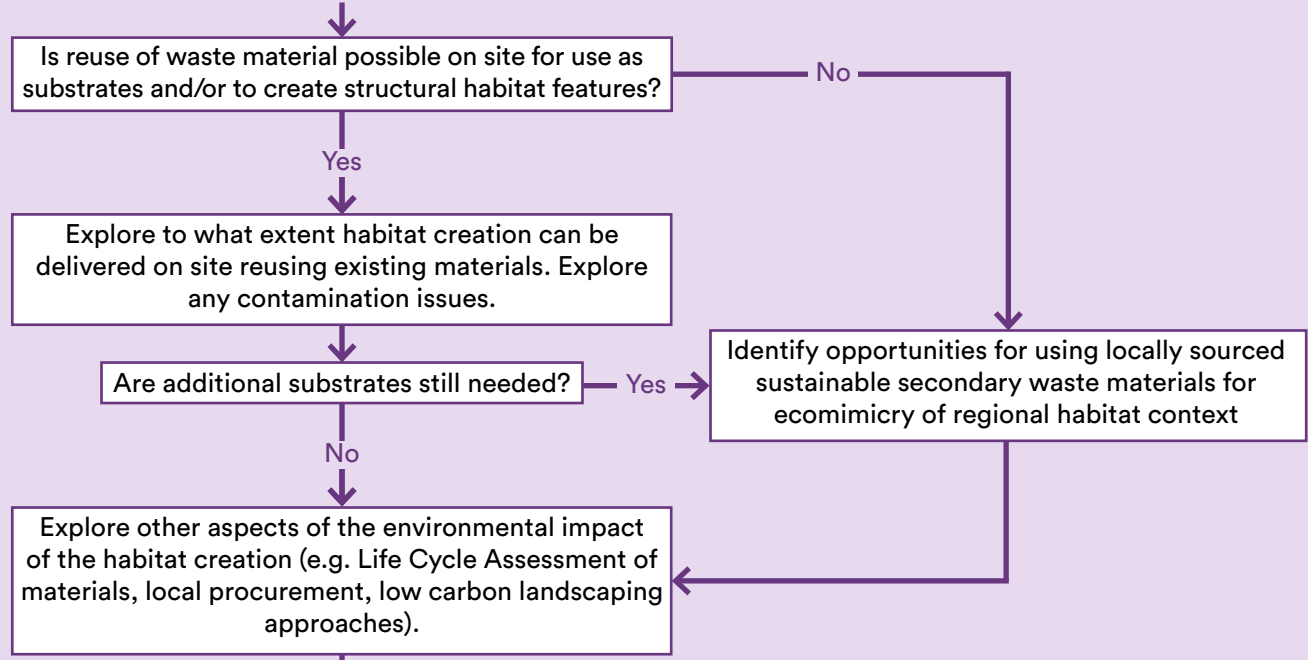 Is reuse of waste material possible on site for use as
substrates and/or to create structural habitat features?
No
Yes
Explore to what extent habitat creation can be
delivered on site reusing existing materials. Explore
any contamination issues.
Are additional substrates still needed?
Yes
Identify opportunities for using locally sourced
sustainable secondary waste materials for
ecomimicry of regional habitat context
No
Explore other aspects of the environmental impact
of the habitat creation (e.g. Life Cycle Assessment of
materials, local procurement, low carbon landscaping
approaches).